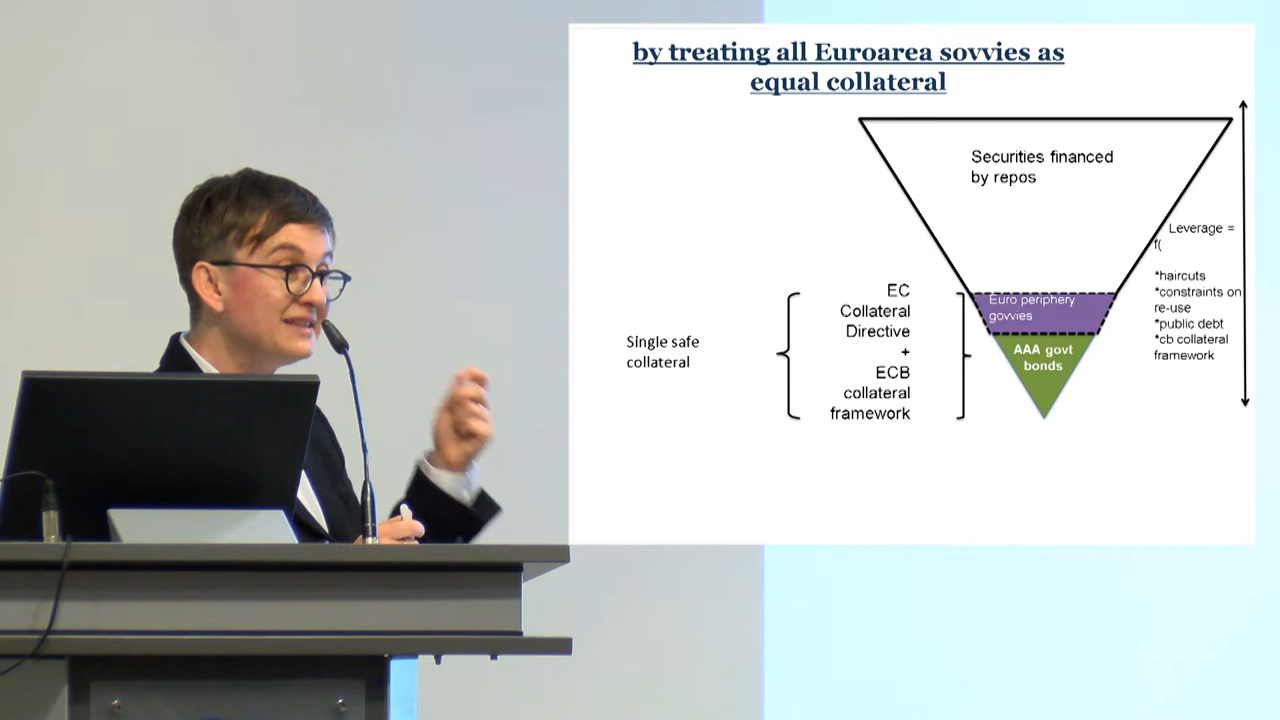 by treating all Euroarea sovvies as
equal collateral
Securities financed
by repos
Leverage =
f(
*haircuts
*constraints on
re-use
*public debt
*cb collateral
framework
Euro periphery
govvies
AAA govt
bonds
EC
Collateral
Directive
+
ECB
collateral
framework
Single safe
collateral